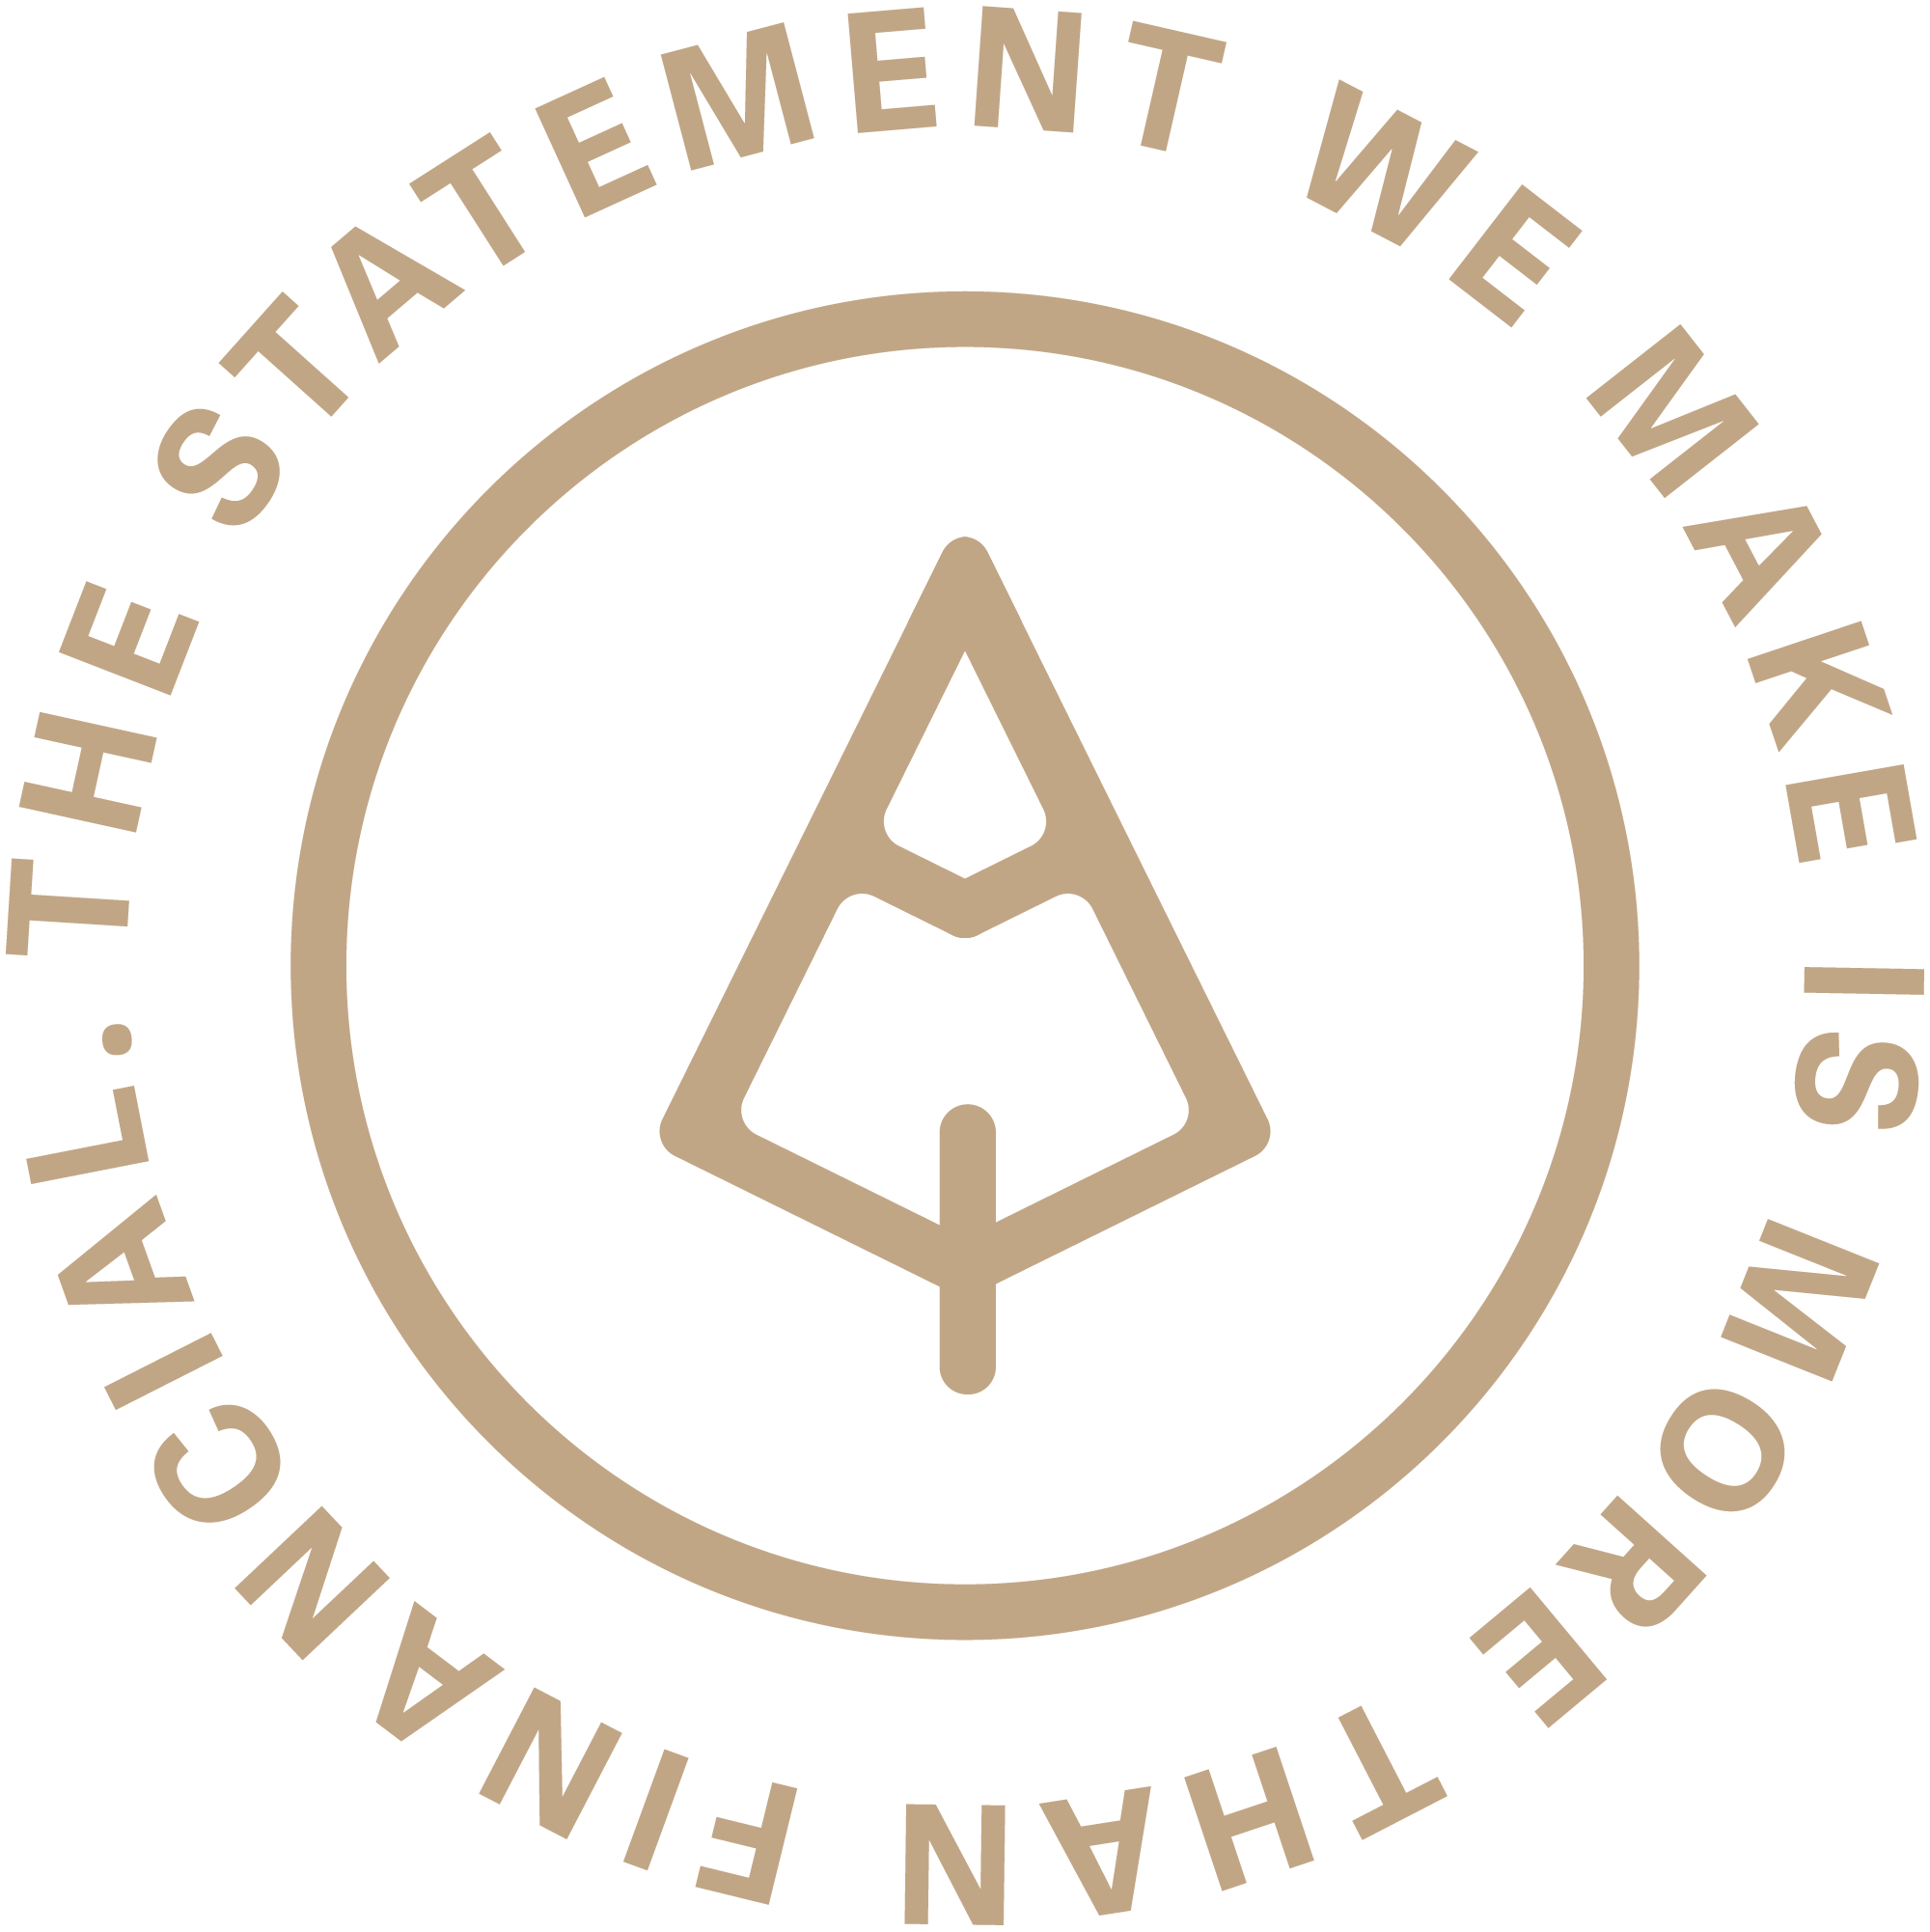 THE STATEMENT WE MAKE IS MORE THAN FINANCIAL.